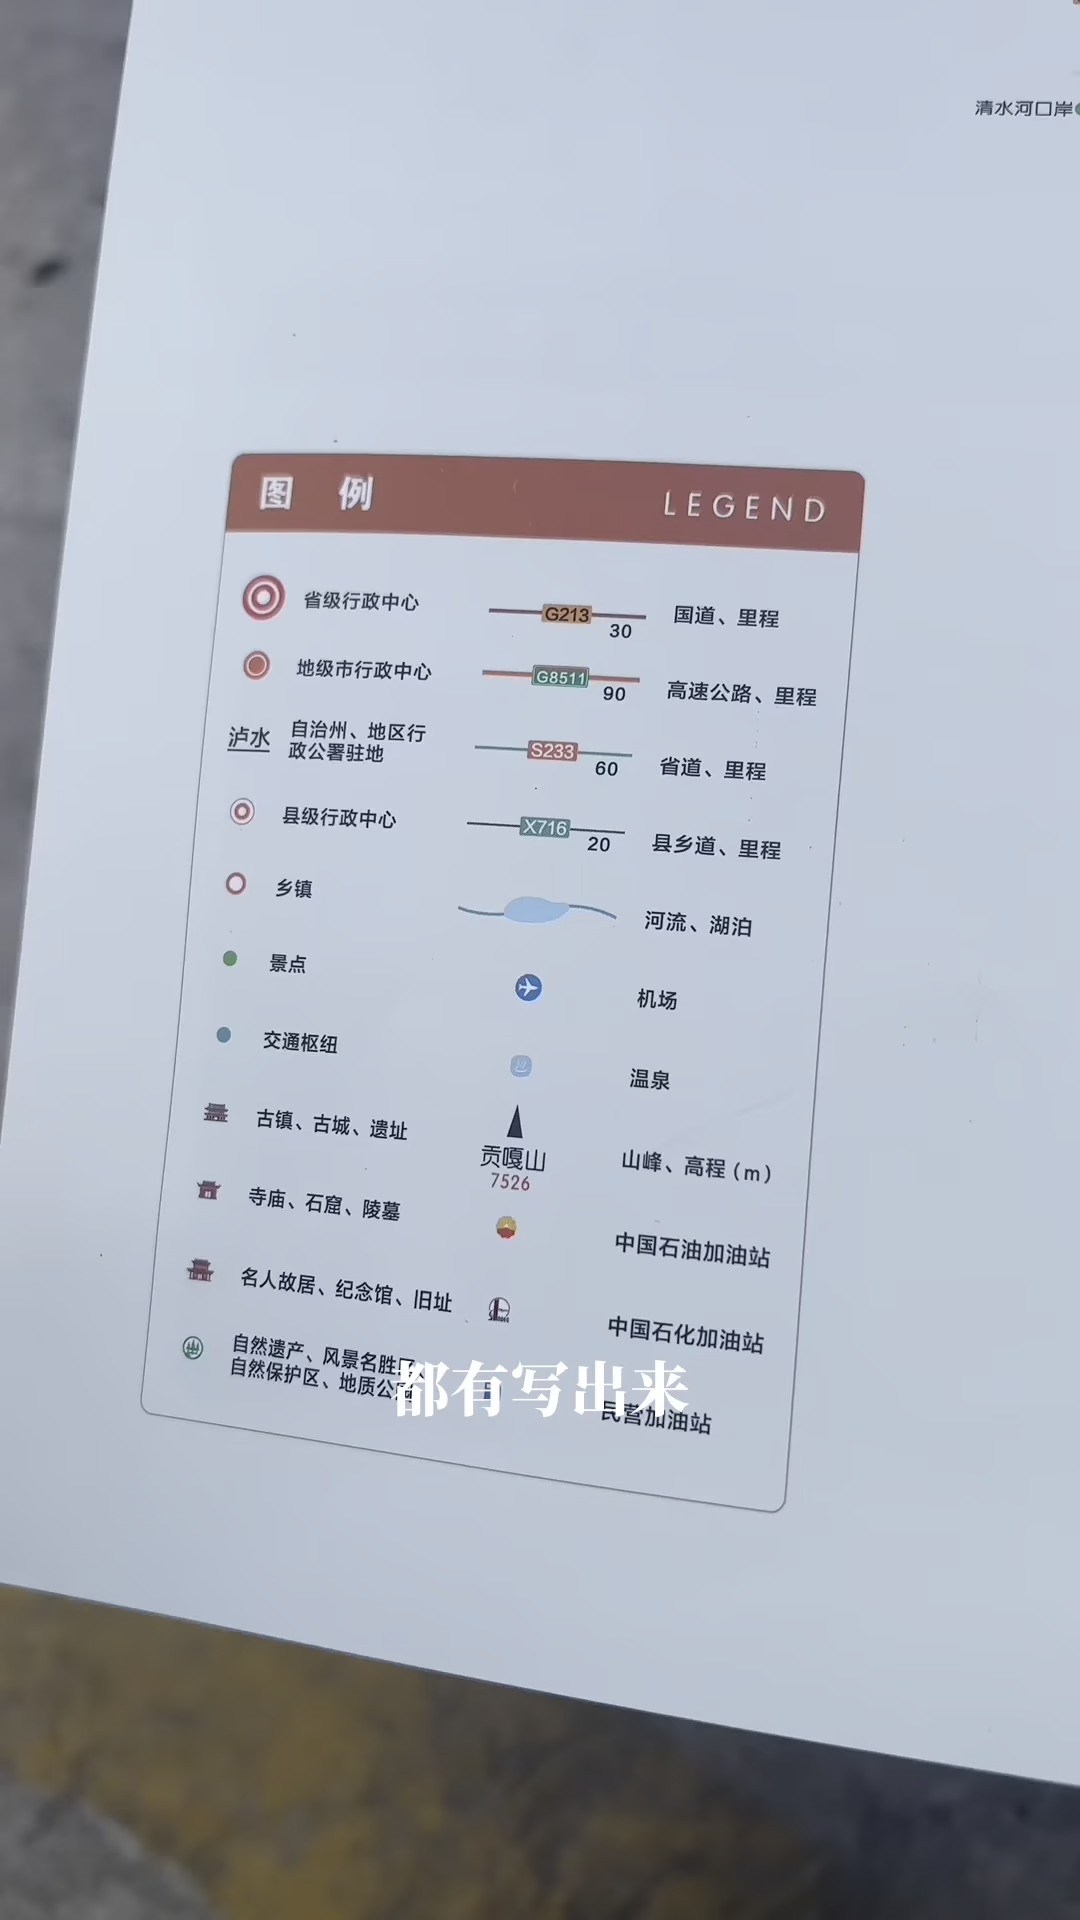 清水河口岸
图 例
LEGEND
省级行政中心
G213
30
国道、里程
地级市行政中心
G8511
90
高速公路、里程
泸水
自治州、地区行
政公署驻地
S233
60
省道、里程
县级行政中心
X716
20
县乡道、里程
乡镇
河流、湖泊
景点
机场
交通枢纽
温泉
古镇、古城、遗址
贡嘎山
7526
山峰、高程(m)
寺庙、石窟、陵墓
中国石油加油站
名人故居、纪念馆、旧址
中国石化加油站
自然遗产、风景名胜
自然保护区、地质公
都有写出来
民营加油站